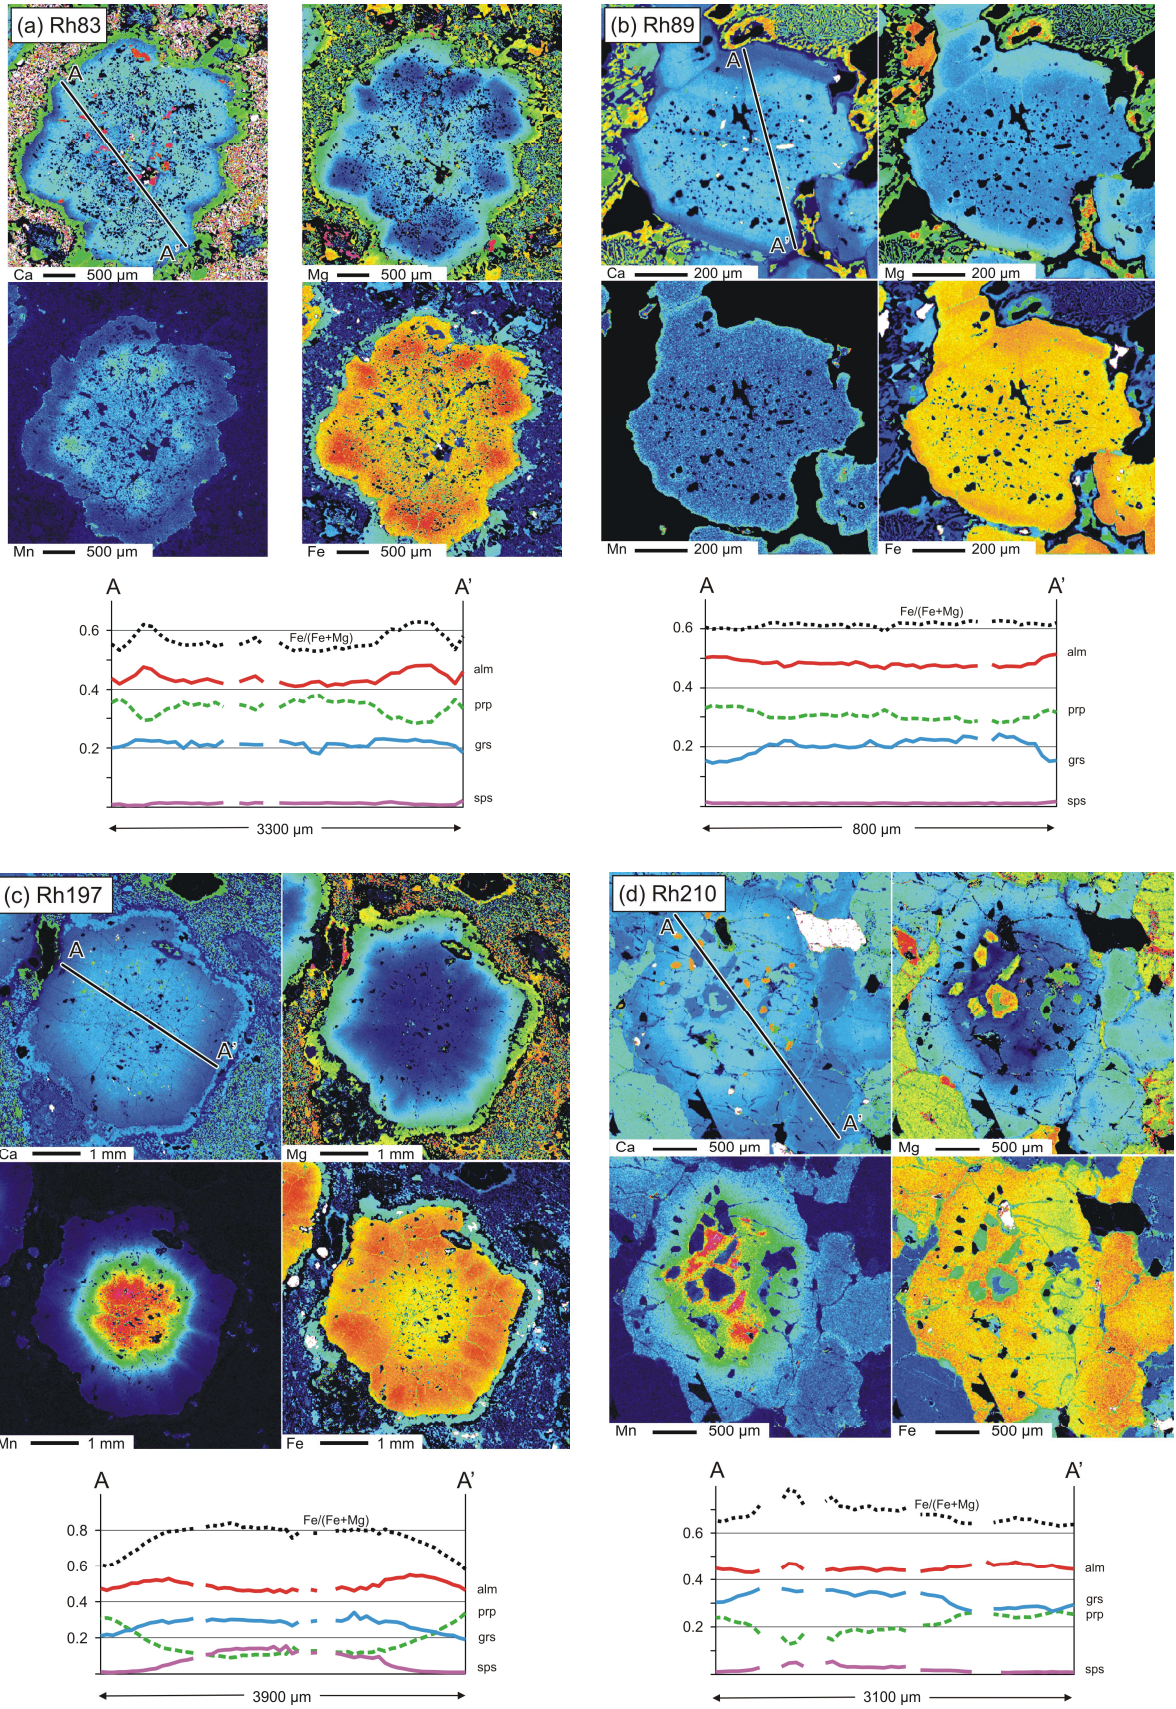 (a) Rh83
A
A'
Ca 500 µm
Mg 500 µm
Mn 500 µm
Fe 500 µm
A A'
0.6
0.4
0.2
Fe/(Fe+Mg)
alm
prp
grs
sps
3300 µm
(b) Rh89
A
A'
Ca 200 µm
Mg 200 µm
Mn 200 µm
Fe 200 µm
A A'
0.6
0.4
0.2
Fe/(Fe+Mg)
alm
prp
grs
sps
800 µm
(c) Rh197
A
A'
Ca 1 mm
Mg 1 mm
Mn 1 mm
Fe 1 mm
A A'
0.8
0.6
0.4
0.2
Fe/(Fe+Mg)
alm
prp
grs
sps
3900 µm
(d) Rh210
A
A'
Ca 500 µm
Mg 500 µm
Mn 500 µm
Fe 500 µm
A A'
0.6
0.4
0.2
Fe/(Fe+Mg)
alm
grs
prp
sps
3100 µm